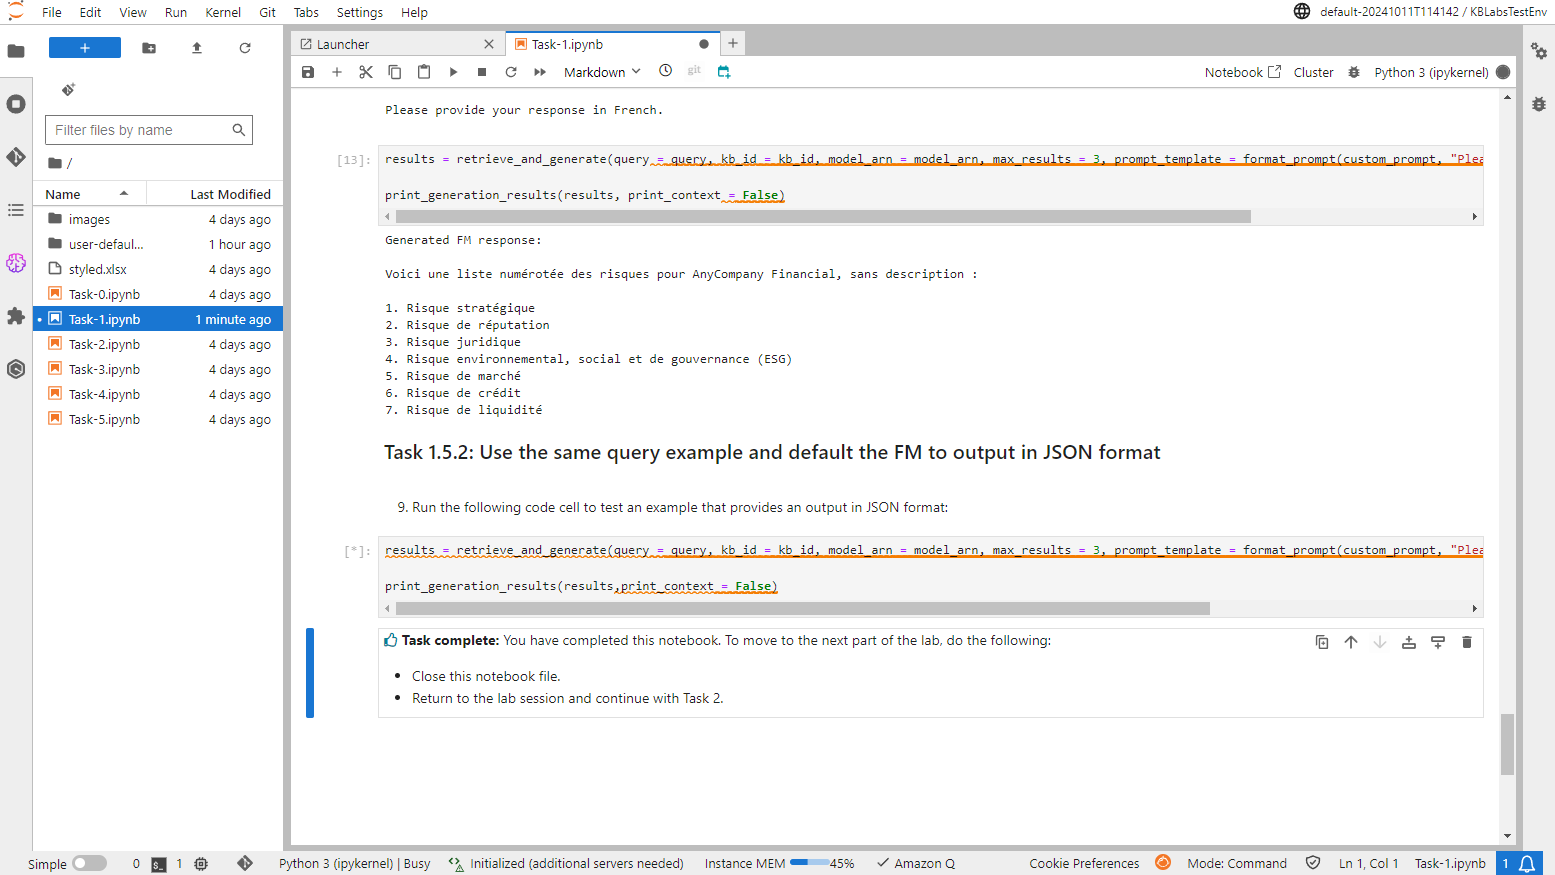 File Edit View Run Kernel Git Tabs Settings Help
default-20241011T114142 / KBLabsTestEnv
Launcher
Task-1.ipynb
Markdown
git
Notebook
Cluster
Python 3 (ipykernel)
Filter files by name
/
Name Last Modified
images 4 days ago
user-defaul... 1 hour ago
styled.xlsx 4 days ago
Task-0.ipynb 4 days ago
Task-1.ipynb 1 minute ago
Task-2.ipynb 4 days ago
Task-3.ipynb 4 days ago
Task-4.ipynb 4 days ago
Task-5.ipynb 4 days ago
Please provide your response in French.
[13]:
results = retrieve_and_generate(query = query, kb_id = kb_id, model_arn = model_arn, max_results = 3, prompt_template = format_prompt(custom_prompt, "Plea
print_generation_results(results, print_context = False)
Generated FM response:
Voici une liste numérotée des risques pour AnyCompany Financial, sans description :
1. Risque stratégique
2. Risque de réputation
3. Risque juridique
4. Risque environnemental, social et de gouvernance (ESG)
5. Risque de marché
6. Risque de crédit
7. Risque de liquidité
Task 1.5.2: Use the same query example and default the FM to output in JSON format
9. Run the following code cell to test an example that provides an output in JSON format:
[*]:
results = retrieve_and_generate(query = query, kb_id = kb_id, model_arn = model_arn, max_results = 3, prompt_template = format_prompt(custom_prompt, "Plea
print_generation_results(results,print_context = False)
Task complete: You have completed this notebook. To move to the next part of the lab, do the following:
• Close this notebook file.
• Return to the lab session and continue with Task 2.
Simple 0 $_ 1 Python 3 (ipykernel) | Busy Initialized (additional servers needed) Instance MEM 45% Amazon Q Cookie Preferences Mode: Command Ln 1, Col 1 Task-1.ipynb 1